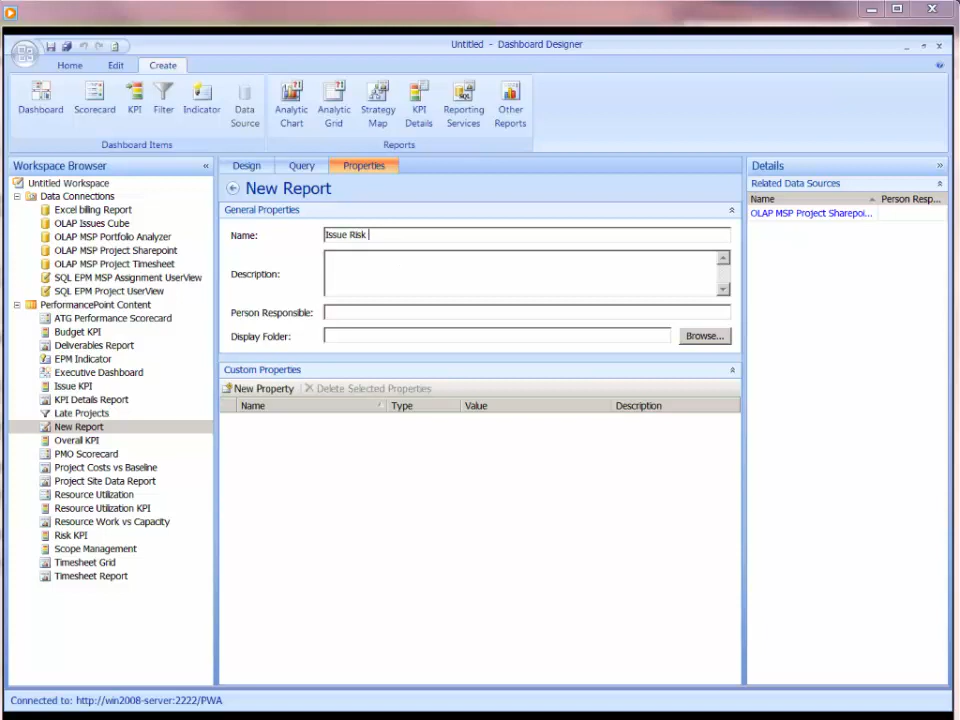 Untitled - Dashboard Designer
Home Edit Create
Dashboard Scorecard KPI Filter Indicator Data Source Analytic Chart Analytic Grid Strategy Map KPI Details Reporting Services Other Reports
Dashboard Items Reports
Workspace Browser «
Untitled Workspace
Data Connections
Excel billing Report
OLAP Issues Cube
OLAP MSP Portfolio Analyzer
OLAP MSP Project Sharepoint
OLAP MSP Project Timesheet
SQL EPM MSP Assignment UserView
SQL EPM Project UserView
PerformancePoint Content
ATG Performance Scorecard
Budget KPI
Deliverables Report
EPM Indicator
Executive Dashboard
Issue KPI
KPI Details Report
Late Projects
New Report
Overall KPI
PMO Scorecard
Project Costs vs Baseline
Project Site Data Report
Resource Utilization
Resource Utilization KPI
Resource Work vs Capacity
Risk KPI
Scope Management
Timesheet Grid
Timesheet Report
Design Query Properties
New Report
General Properties
Name: Issue Risk
Description:
Person Responsible:
Display Folder: Browse...
Custom Properties
New Property Delete Selected Properties
Name Type Value Description
Details »
Related Data Sources
Name Person Resp...
OLAP MSP Project Sharepoi...
Connected to: http://win2008-server:2222/PWA